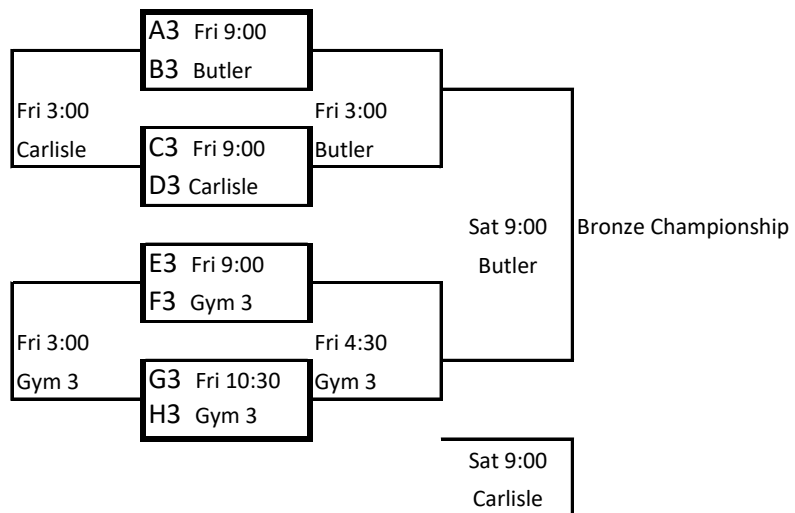 A3 Fri 9:00
B3 Butler
Fri 3:00
Carlisle
Fri 3:00
Butler
C3 Fri 9:00
D3 Carlisle
Sat 9:00
Butler
Bronze Championship
E3 Fri 9:00
F3 Gym 3
Fri 3:00
Gym 3
Fri 4:30
Gym 3
G3 Fri 10:30
H3 Gym 3
Sat 9:00
Carlisle